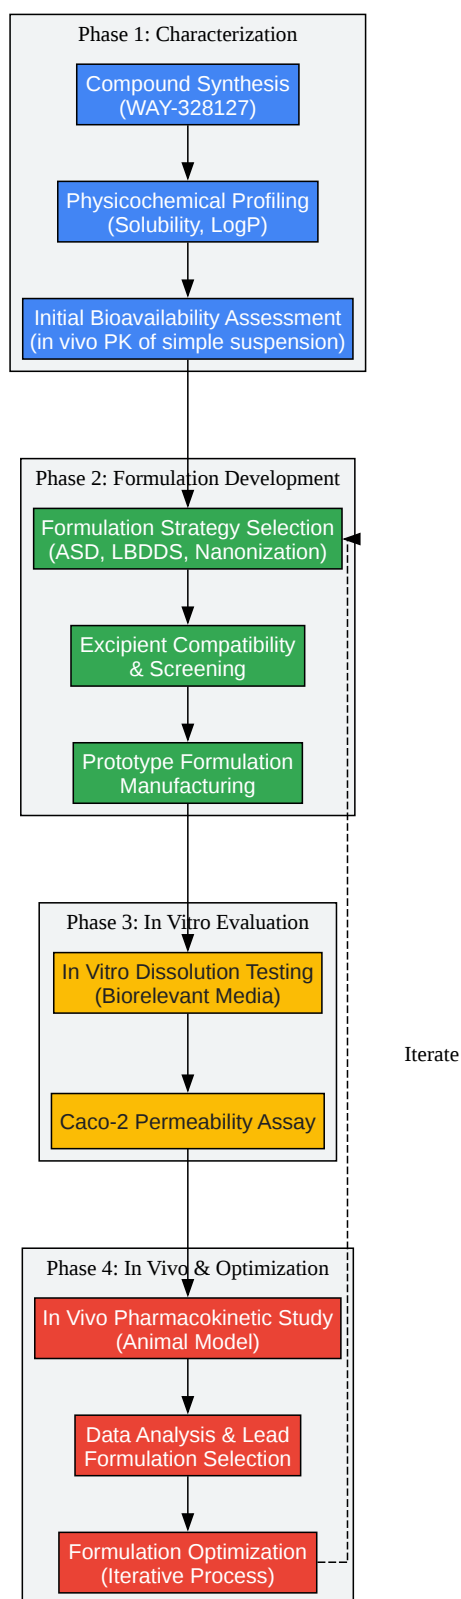 Phase 1: Characterization
Compound Synthesis
(WAY-328127)
Physicochemical Profiling
(Solubility, LogP)
Initial Bioavailability Assessment
(in vivo PK of simple suspension)
Phase 2: Formulation Development
Formulation Strategy Selection
(ASD, LBDDS, Nanonization)
Excipient Compatibility
& Screening
Prototype Formulation
Manufacturing
Phase 3: In Vitro Evaluation
In Vitro Dissolution Testing
(Biorelevant Media)
Iterate
Caco-2 Permeability Assay
Phase 4: In Vivo & Optimization
In Vivo Pharmacokinetic Study
(Animal Model)
Data Analysis & Lead
Formulation Selection
Formulation Optimization
(Iterative Process)